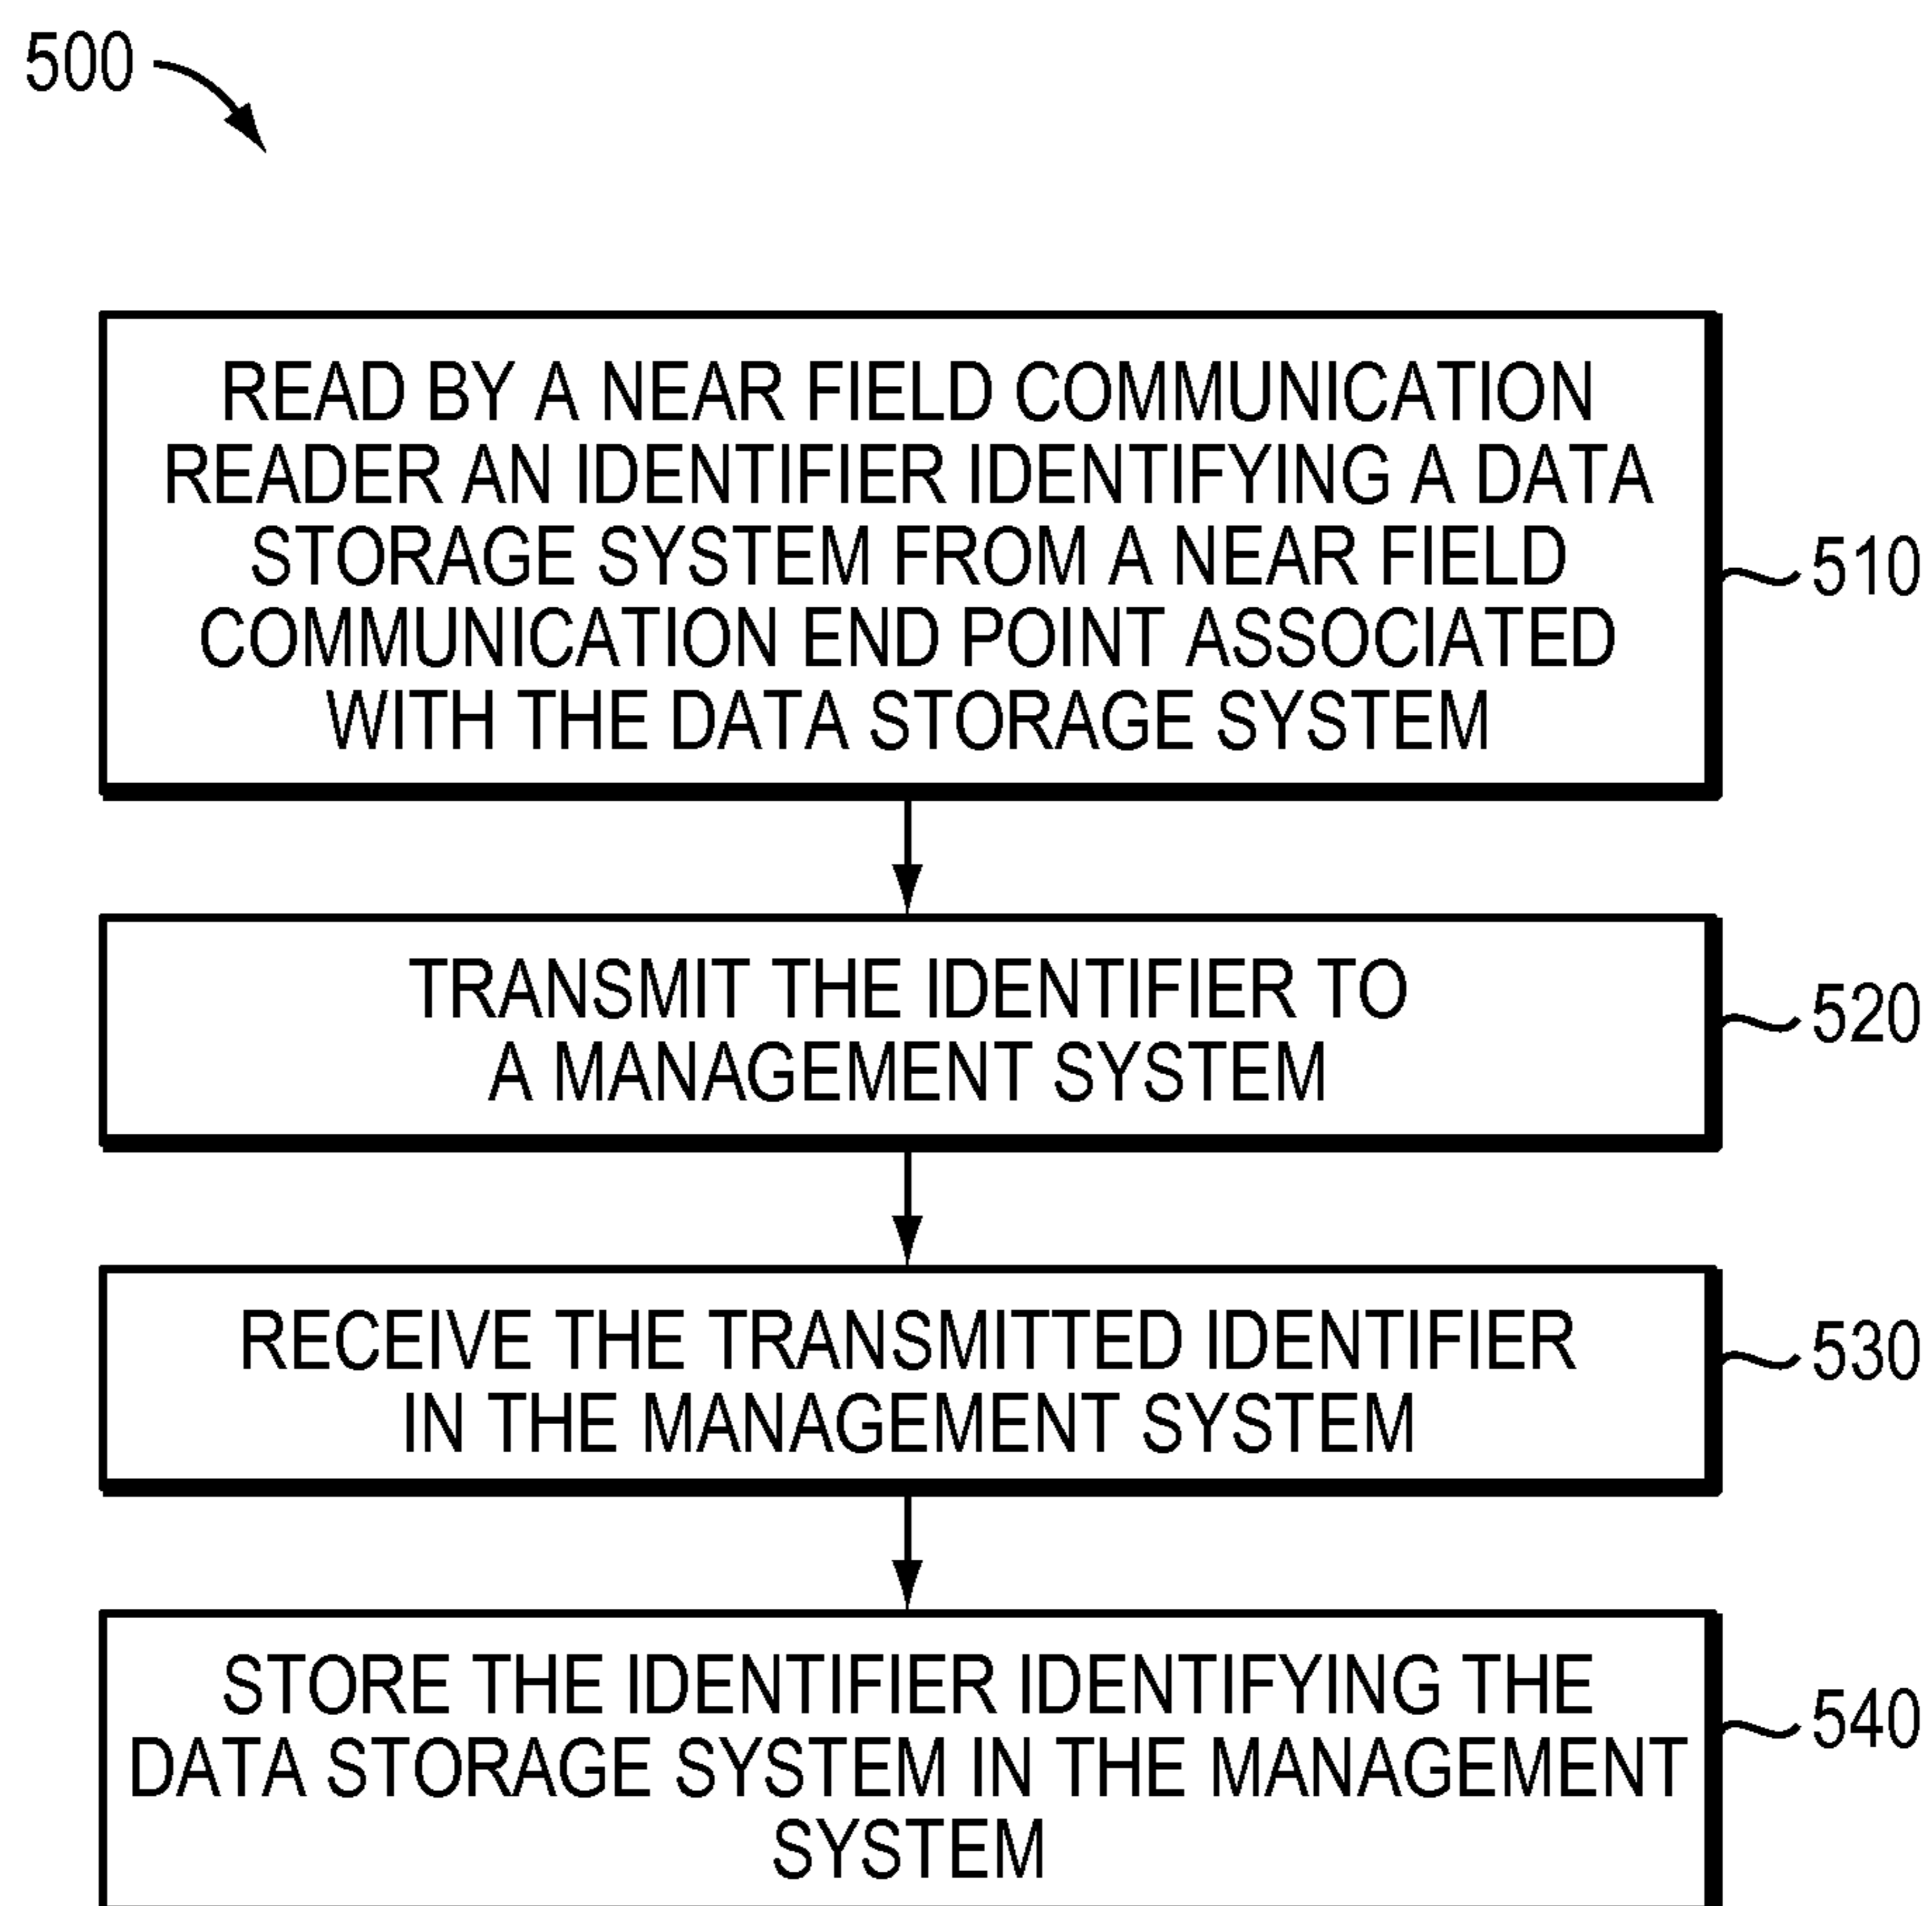 500
READ BY A NEAR FIELD COMMUNICATION
READER AN IDENTIFIER IDENTIFYING A DATA
STORAGE SYSTEM FROM A NEAR FIELD
COMMUNICATION END POINT ASSOCIATED
WITH THE DATA STORAGE SYSTEM
510
TRANSMIT THE IDENTIFIER TO
A MANAGEMENT SYSTEM
520
RECEIVE THE TRANSMITTED IDENTIFIER
IN THE MANAGEMENT SYSTEM
530
STORE THE IDENTIFIER IDENTIFYING THE
DATA STORAGE SYSTEM IN THE MANAGEMENT
SYSTEM
540